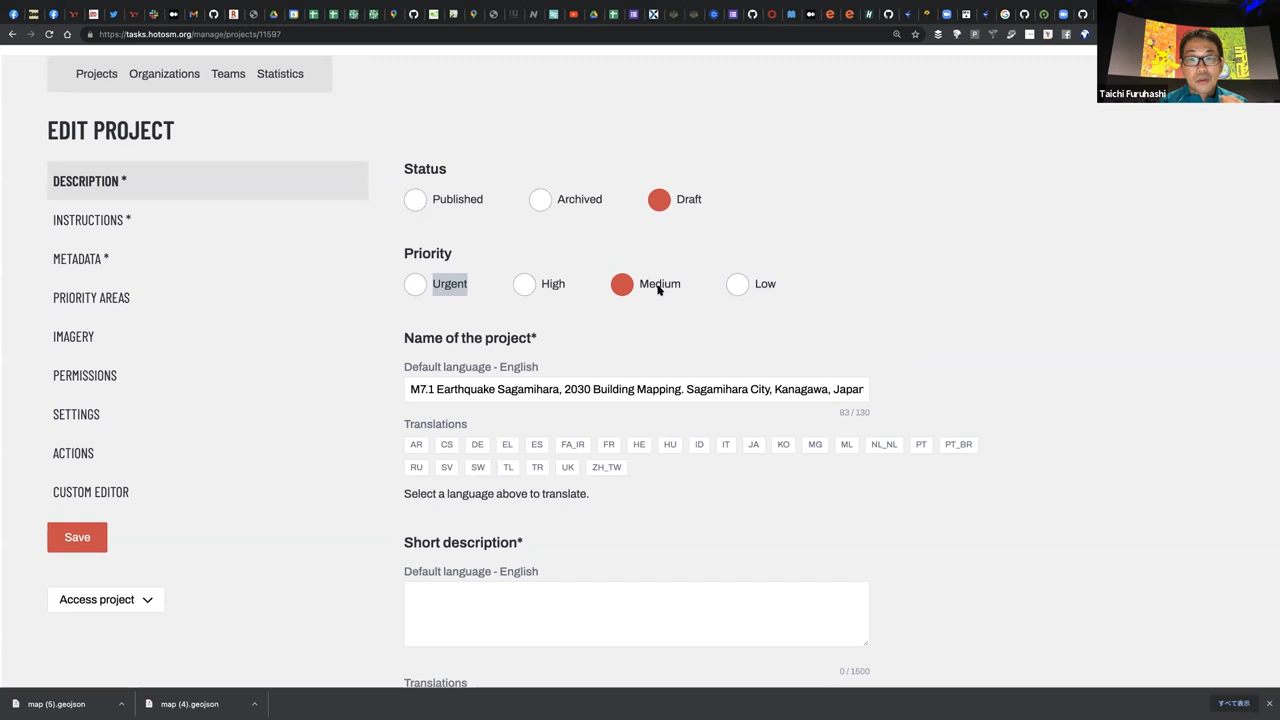 https://tasks.hotosm.org/manage/projects/11597
Taichi Furuhashi
Projects Organizations Teams Statistics
EDIT PROJECT
DESCRIPTION *
INSTRUCTIONS *
METADATA *
PRIORITY AREAS
IMAGERY
PERMISSIONS
SETTINGS
ACTIONS
CUSTOM EDITOR
Save
Access project
Status
Published Archived Draft
Priority
Urgent High Medium Low
Name of the project*
Default language - English
M7.1 Earthquake Sagamihara, 2030 Building Mapping. Sagamihara City, Kanagawa, Japan
83 / 130
Translations
AR CS DE EL ES FA_IR FR HE HU ID IT JA KO MG ML NL_NL PT PT_BR
RU SV SW TL TR UK ZH_TW
Select a language above to translate.
Short description*
Default language - English
0 / 1500
Translations
map (5).geojson
map (4).geojson
すべて表示